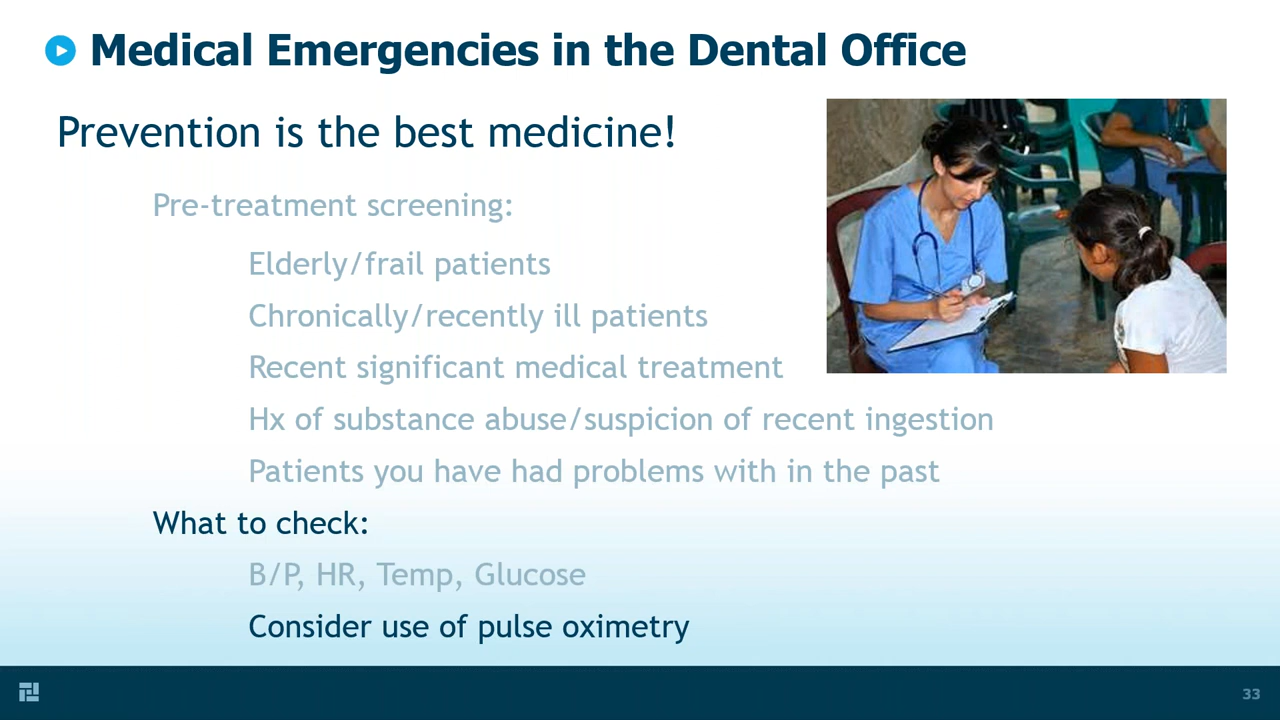 Medical Emergencies in the Dental Office
Prevention is the best medicine!
Pre-treatment screening:
Elderly/frail patients
Chronically/recently ill patients
Recent significant medical treatment
Hx of substance abuse/suspicion of recent ingestion
Patients you have had problems with in the past
What to check:
B/P, HR, Temp, Glucose
Consider use of pulse oximetry
33